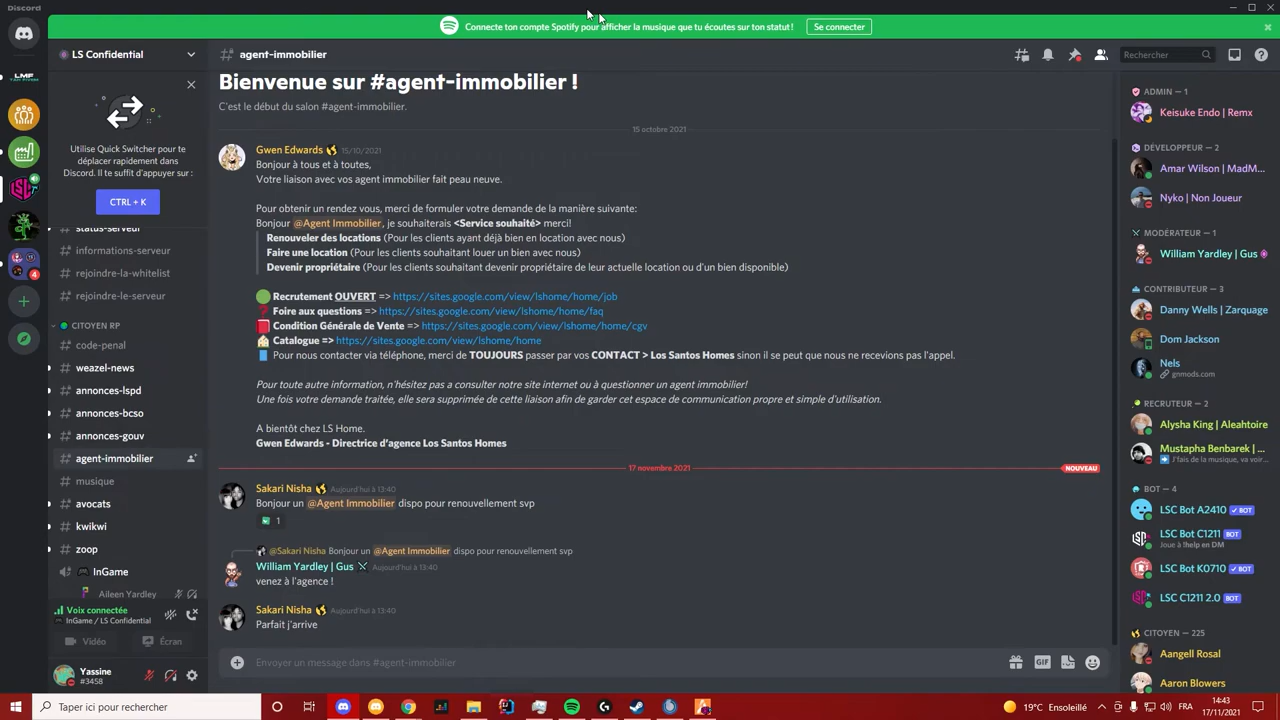 Discord
Connecte ton compte Spotify pour afficher la musique que tu écoutes sur ton statut !
Se connecter
LMF
LS Confidential
agent-immobilier
Rechercher
Utilise Quick Switcher pour te
déplacer rapidement dans
Discord. Il te suffit d'appuyer sur :
CTRL + K
status-serveur
informations-serveur
rejoindre-la-whitelist
rejoindre-le-serveur
CITOYEN RP
code-penal
weazel-news
annonces-lspd
annonces-bcso
annonces-gouv
agent-immobilier
musique
avocats
kwikwi
zoop
InGame
Aileen Yardley
Voix connectée
InGame / LS Confidential
Vidéo
Écran
Yassine
#3458
4
Bienvenue sur #agent-immobilier !
C'est le début du salon #agent-immobilier.
15 octobre 2021
Gwen Edwards 15/10/2021
Bonjour à tous et à toutes,
Votre liaison avec vos agent immobilier fait peau neuve.
Pour obtenir un rendez vous, merci de formuler votre demande de la manière suivante:
Bonjour @Agent Immobilier, je souhaiterais <Service souhaité> merci!
Renouveler des locations (Pour les clients ayant déjà bien en location avec nous)
Faire une location (Pour les clients souhaitant louer un bien avec nous)
Devenir propriétaire (Pour les clients souhaitant devenir propriétaire de leur actuelle location ou d'un bien disponible)
Recrutement OUVERT => https://sites.google.com/view/lshome/home/job
Foire aux questions => https://sites.google.com/view/lshome/home/faq
Condition Générale de Vente => https://sites.google.com/view/lshome/home/cgv
Catalogue => https://sites.google.com/view/lshome/home
Pour nous contacter via téléphone, merci de TOUJOURS passer par vos CONTACT > Los Santos Homes sinon il se peut que nous ne recevions pas l'appel.
Pour toute autre information, n'hésitez pas a consulter notre site internet ou à questionner un agent immobilier!
Une fois votre demande traitée, elle sera supprimée de cette liaison afin de garder cet espace de communication propre et simple d'utilisation.
A bientôt chez LS Home.
Gwen Edwards - Directrice d'agence Los Santos Homes
17 novembre 2021
NOUVEAU
Sakari Nisha Aujourd'hui à 13:40
Bonjour un @Agent Immobilier dispo pour renouvellement svp
1
@Sakari Nisha Bonjour un @Agent Immobilier dispo pour renouvellement svp
William Yardley | Gus Aujourd'hui à 13:40
venez à l'agence !
Sakari Nisha Aujourd'hui à 13:40
Parfait j'arrive
Envoyer un message dans #agent-immobilier
GIF
ADMIN — 1
Keisuke Endo | Remx
DÉVELOPPEUR — 2
Amar Wilson | MadM...
Nyko | Non Joueur
MODÉRATEUR — 1
William Yardley | Gus
CONTRIBUTEUR — 3
Danny Wells | Zarquage
Dom Jackson
Nels
gnmods.com
RECRUTEUR — 2
Alysha King | Aleahtoire
Mustapha Benbarek | ...
J'fais de la musique, va voir...
BOT — 4
LSC Bot A2410 BOT
LSC Bot C1211 BOT
Joue à !help en DM
LSC Bot K0710 BOT
LSC C1211 2.0 BOT
CITOYEN — 225
Aangell Rosal
Aaron Blowers
Taper ici pour rechercher
19°C Ensoleillé
FRA
14:43
17/11/2021